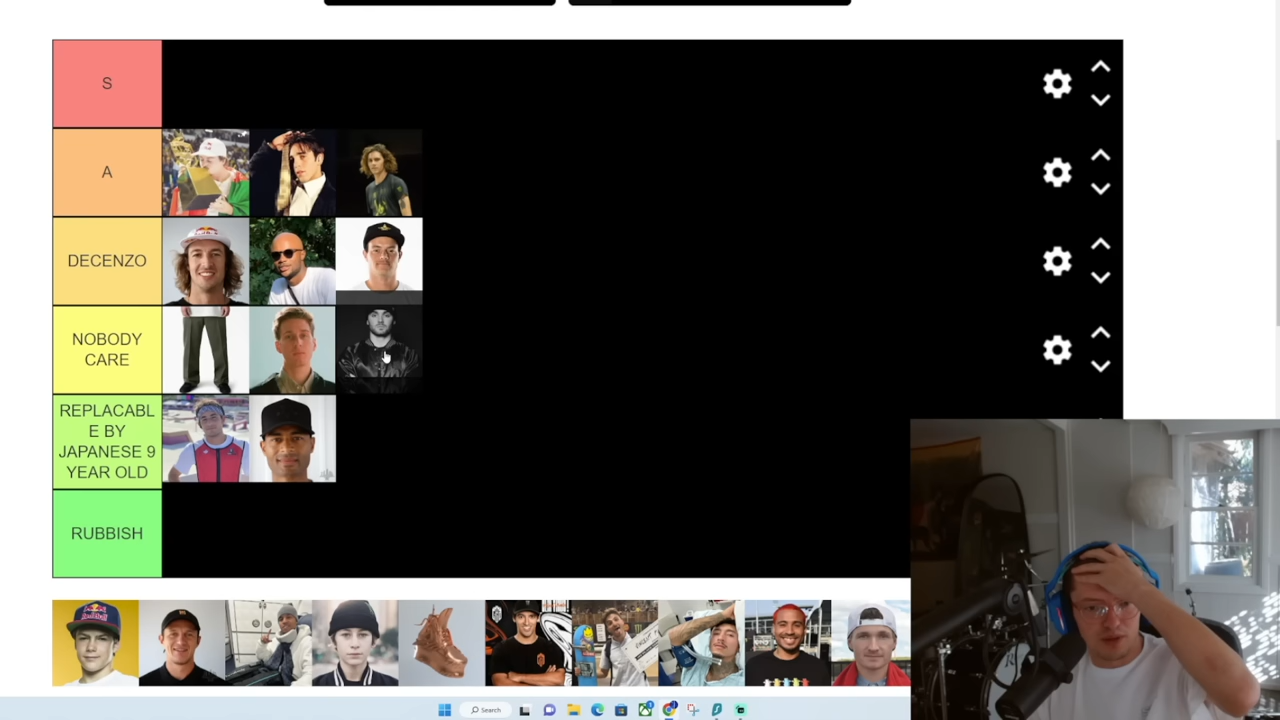 S
A
DECENZO
NOBODY
CARE
REPLACABL
E BY
JAPANESE 9
YEAR OLD
RUBBISH
Search